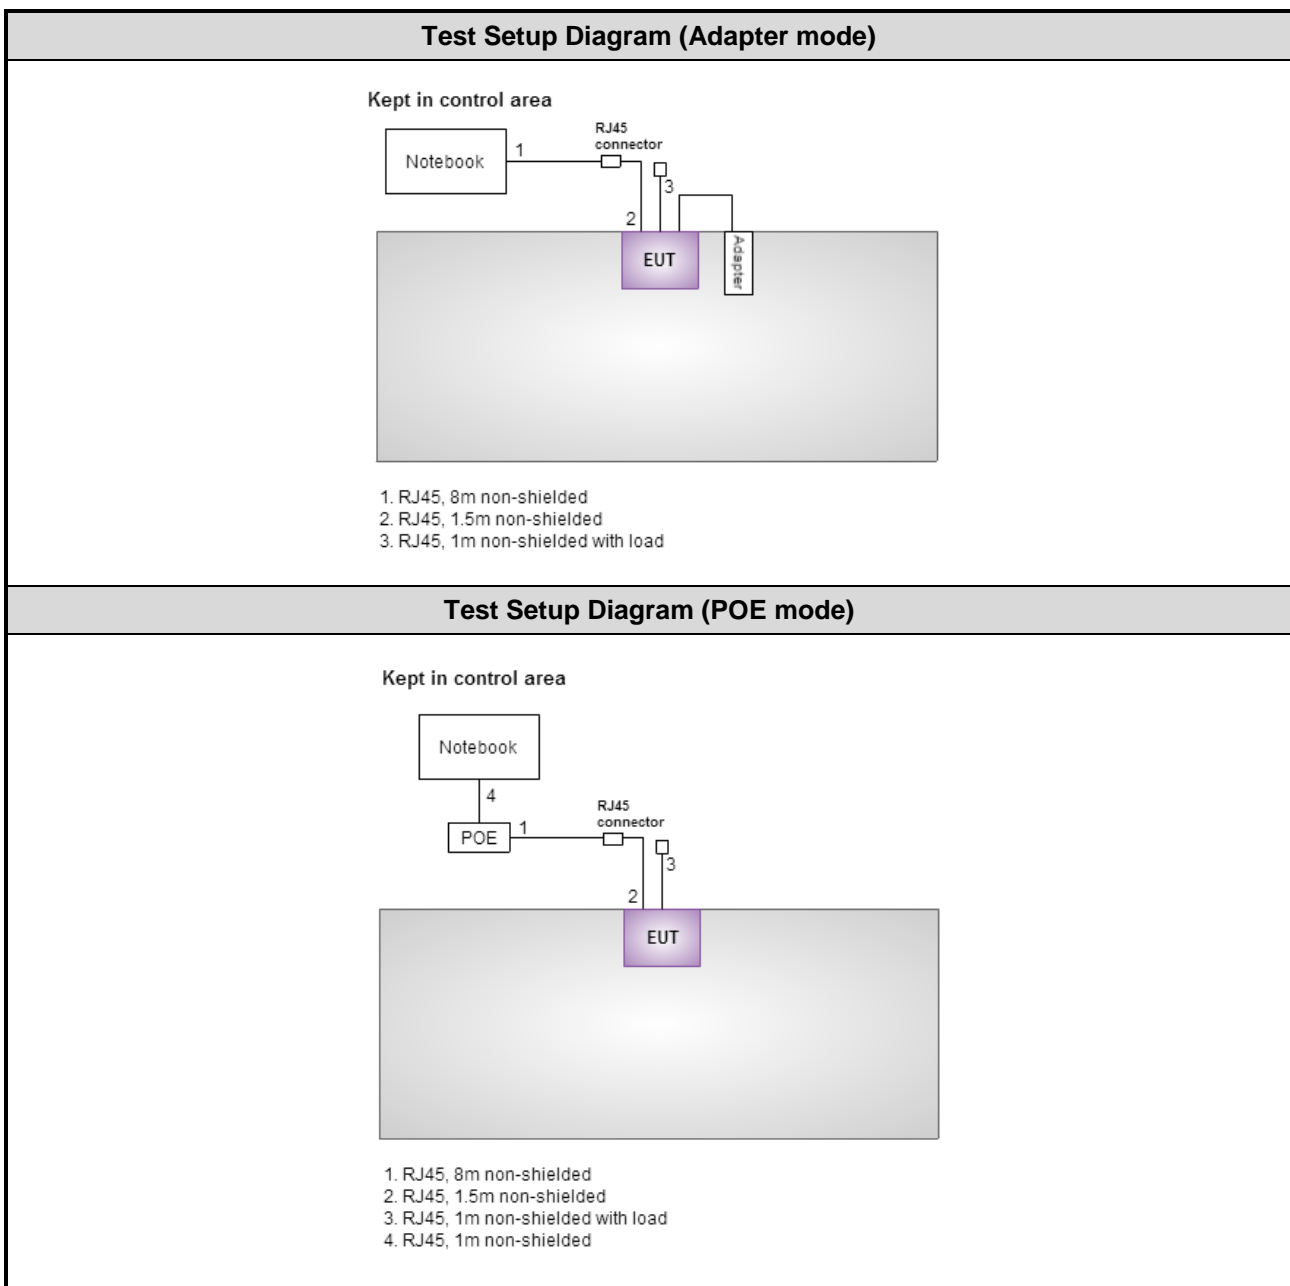 Test Setup Diagram (Adapter mode)
Kept in control area
RJ45
connector
Notebook
1
3
2
EUT
Adapter
1. RJ45, 8m non-shielded
2. RJ45, 1.5m non-shielded
3. RJ45, 1m non-shielded with load
Test Setup Diagram (POE mode)
Kept in control area
Notebook
4
RJ45
connector
POE
1
3
2
EUT
1. RJ45, 8m non-shielded
2. RJ45, 1.5m non-shielded
3. RJ45, 1m non-shielded with load
4. RJ45, 1m non-shielded